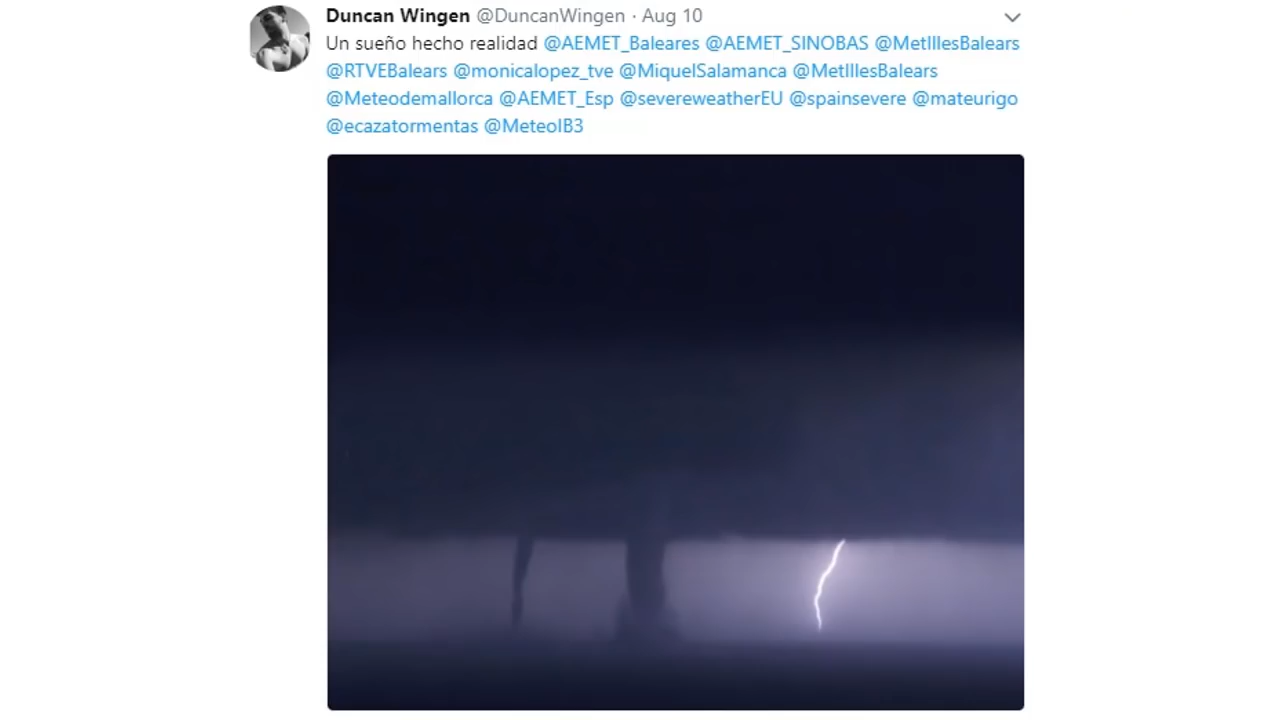 Duncan Wingen @DuncanWingen · Aug 10
Un sueño hecho realidad @AEMET_Baleares @AEMET_SINOBAS @MetIllesBalears
@RTVEBalears @monicalopez_tve @MiquelSalamanca @MetIllesBalears
@Meteodemallorca @AEMET_Esp @severeweatherEU @spainsevere @mateurigo
@ecazatormentas @MeteoIB3